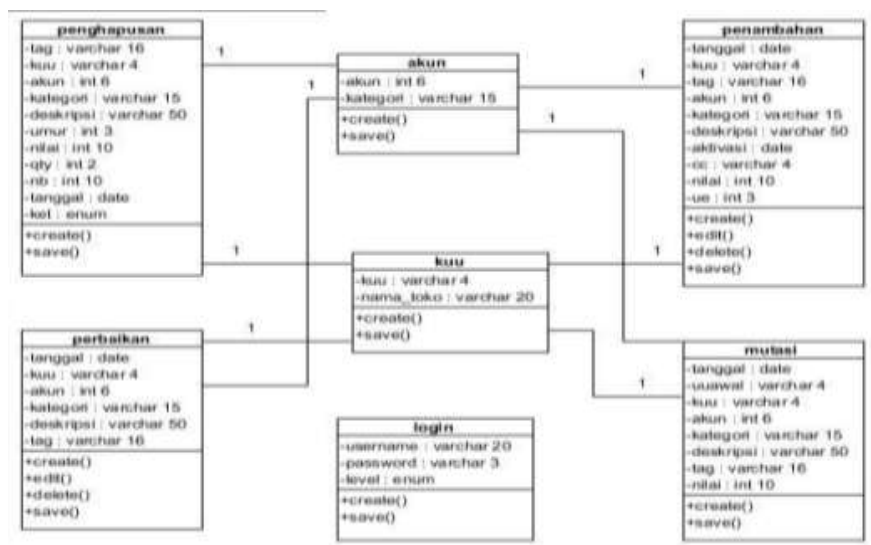 penghapusan
-tag : varchar 16
-kuu : varchar 4
-akun : int 6
-kategori : varchar 15
-deskripsi : varchar 50
-umur : int 3
-nilai : int 10
-qty : int 2
-nb : int 10
-tanggal : date
-ket : enum
+create()
+save()
1
1
akun
-akun : int 6
-kategori : varchar 15
+create()
+save()
1
1
penambahan
-tanggal : date
-kuu : varchar 4
-tag : varchar 16
-akun : int 6
-kategori : varchar 15
-deskripsi : varchar 50
-aktivasi : date
-cc : varchar 4
-nilai : int 10
-ue : int 3
+create()
+edit()
+delete()
+save()
1
kuu
-kuu : varchar 4
-nama_toko : varchar 20
+create()
+save()
1
perbaikan
-tanggal : date
-kuu : varchar 4
-akun : int 6
-kategori : varchar 15
-deskripsi : varchar 50
-tag : varchar 16
+create()
+edit()
+delete()
+save()
1
login
-username : varchar 20
-password : varchar 3
-level : enum
+create()
+save()
1
mutasi
-tanggal : date
-uuawal : varchar 4
-kuu : varchar 4
-akun : int 6
-kategori : varchar 15
-deskripsi : varchar 50
-tag : varchar 16
-nilai : int 10
+create()
+edit()
+delete()
+save()